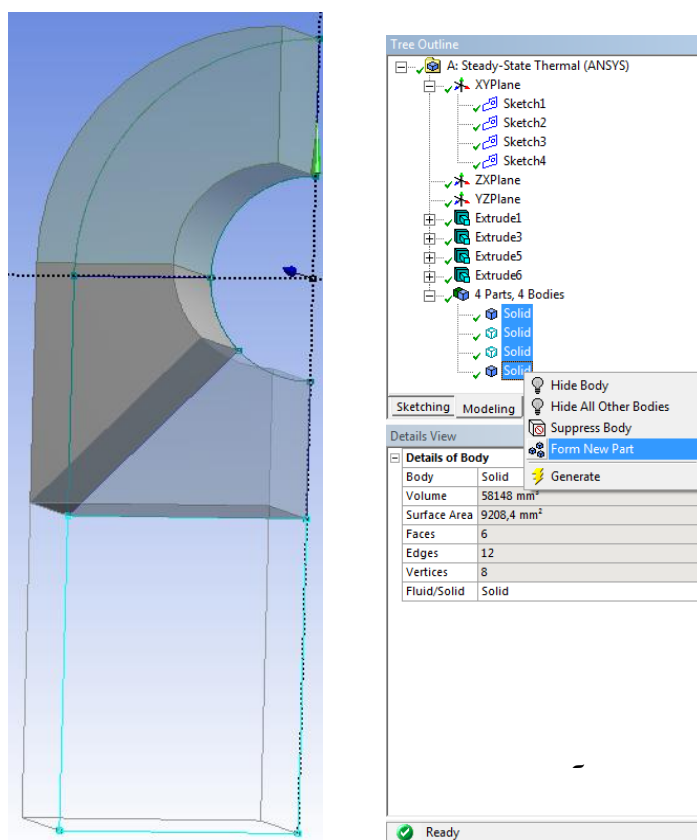 Tree Outline
A: Steady-State Thermal (ANSYS)
XYPlane
Sketch1
Sketch2
Sketch3
Sketch4
ZXPlane
YZPlane
Extrude1
Extrude3
Extrude5
Extrude6
4 Parts, 4 Bodies
Solid
Solid
Solid
Solid
Hide Body
Hide All Other Bodies
Suppress Body
Form New Part
Generate
Sketching Modeling
Details View
Details of Body
Body Solid
Volume 58148 mm³
Surface Area 9208,4 mm²
Faces 6
Edges 12
Vertices 8
Fluid/Solid Solid
Ready